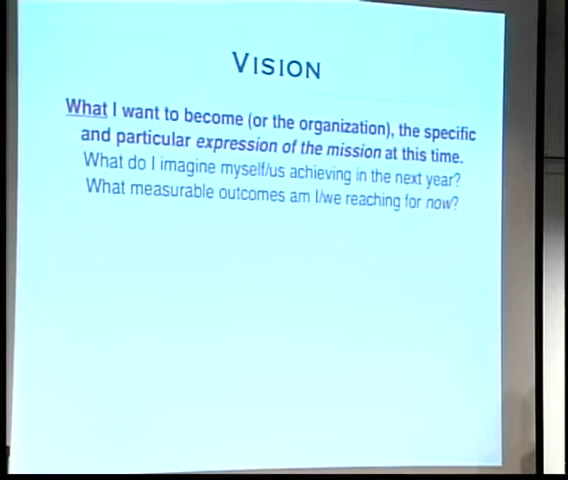 VISION
What I want to become (or the organization), the specific
and particular expression of the mission at this time.
What do I imagine myself/us achieving in the next year?
What measurable outcomes am I/we reaching for now?